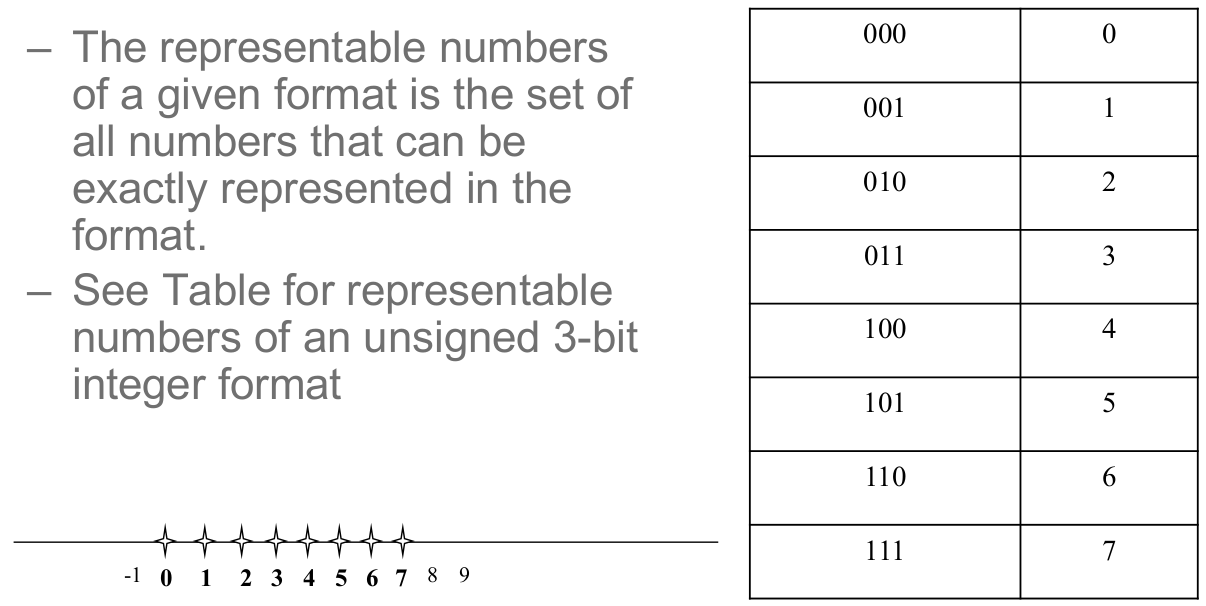 – The representable numbers
of a given format is the set of
all numbers that can be
exactly represented in the
format.
– See Table for representable
numbers of an unsigned 3-bit
integer format
-1 0 1 2 3 4 5 6 7 8 9
000 0
001 1
010 2
011 3
100 4
101 5
110 6
111 7